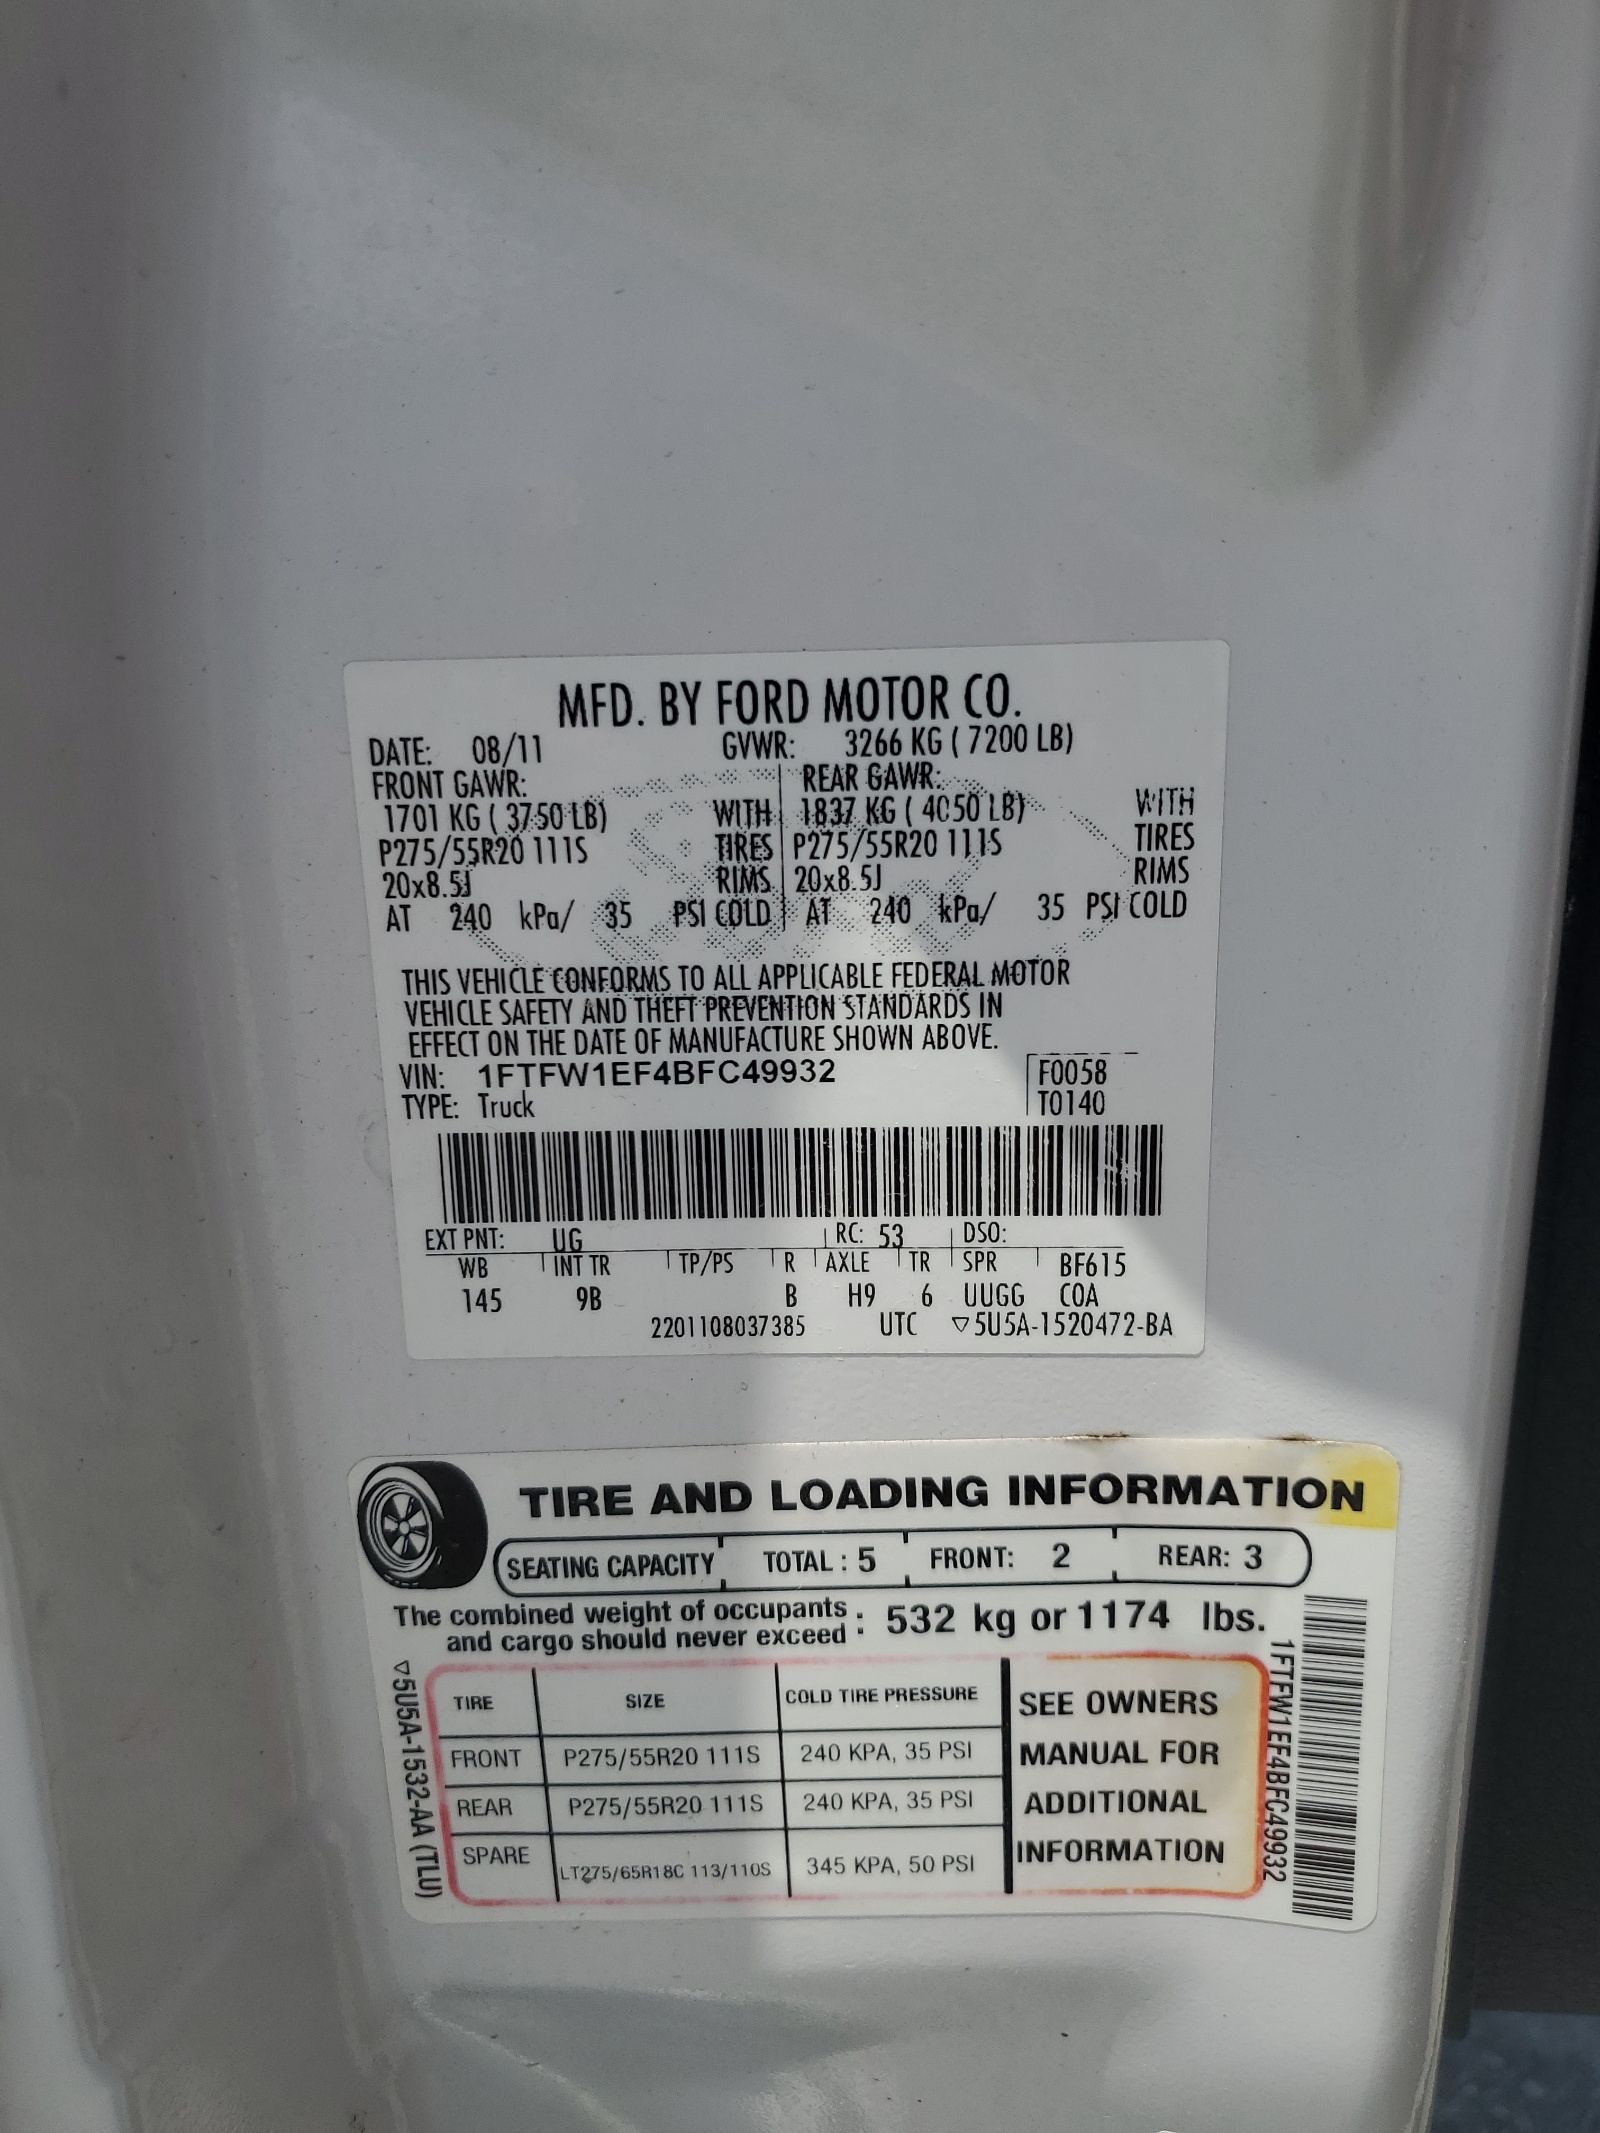 MFD. BY FORD MOTOR CO.
DATE: 08/11 GVWR: 3266 KG ( 7200 LB)
FRONT GAWR: REAR GAWR:
1701 KG ( 3750 LB) WITH 1837 KG ( 4050 LB) WITH
P275/55R20 111S TIRES P275/55R20 111S TIRES
20x8.5J RIMS 20x8.5J RIMS
AT 240 kPa/ 35 PSI COLD AT 240 kPa/ 35 PSI COLD
THIS VEHICLE CONFORMS TO ALL APPLICABLE FEDERAL MOTOR
VEHICLE SAFETY AND THEFT PREVENTION STANDARDS IN
EFFECT ON THE DATE OF MANUFACTURE SHOWN ABOVE.
VIN: 1FTFW1EF4BFC49932 F0058
TYPE: Truck T0140
EXT PNT: UG RC: 53 DSO:
WB INT TR TP/PS R AXLE TR SPR BF615
145 9B B H9 6 UUGG COA
2201108037385 UTC ▽5U5A-1520472-BA
TIRE AND LOADING INFORMATION
SEATING CAPACITY TOTAL : 5 FRONT: 2 REAR: 3
The combined weight of occupants
and cargo should never exceed : 532 kg or 1174 lbs.
TIRE SIZE COLD TIRE PRESSURE
FRONT P275/55R20 111S 240 KPA, 35 PSI
REAR P275/55R20 111S 240 KPA, 35 PSI
SPARE LT275/65R18C 113/110S 345 KPA, 50 PSI
SEE OWNERS
MANUAL FOR
ADDITIONAL
INFORMATION
▽5U5A-1532-AA (TLU)
1FTFW1EF4BFC49932